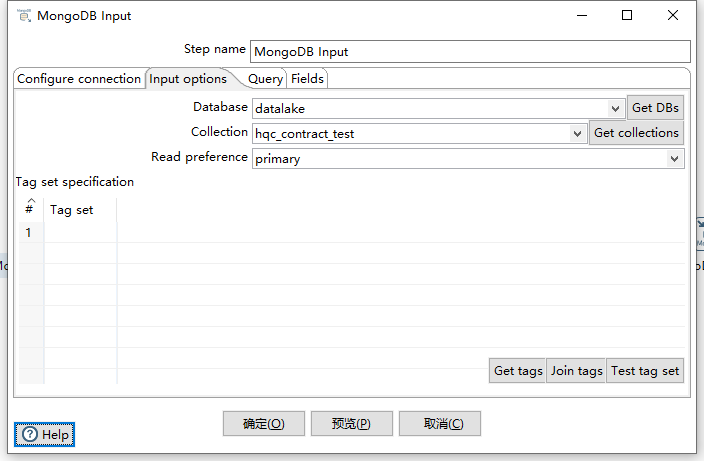 MongoDB Input
Step name MongoDB Input
Configure connection Input options Query Fields
Database datalake Get DBs
Collection hqc_contract_test Get collections
Read preference primary
Tag set specification
# Tag set
1
Get tags Join tags Test tag set
确定(O) 预览(P) 取消(C)
Help